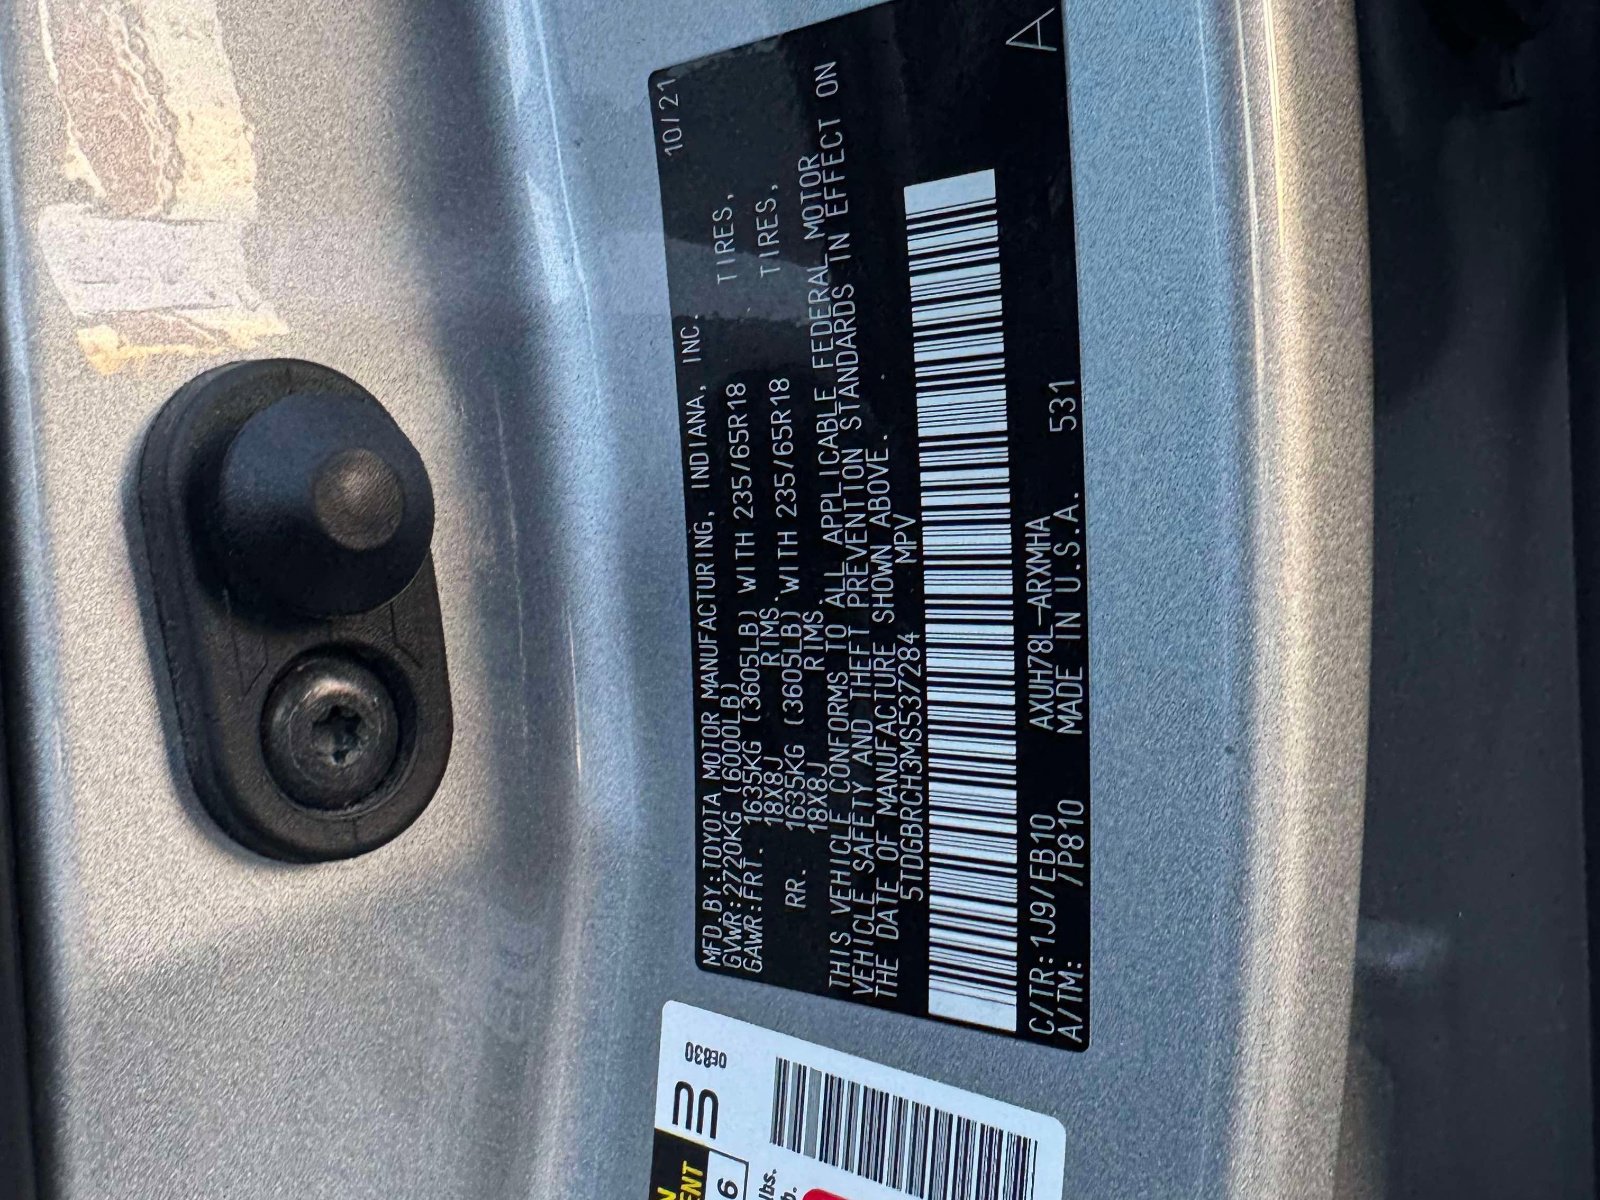 10/21
MFD.BY:TOYOTA MOTOR MANUFACTURING, INDIANA, INC.
GVWR:2720KG (6000LB)
GAWR:FRT. 1635KG (3605LB) WITH 235/65R18 TIRES,
18X8J RIMS.
RR. 1635KG (3605LB) WITH 235/65R18 TIRES,
18X8J RIMS.
THIS VEHICLE CONFORMS TO ALL APPLICABLE FEDERAL MOTOR
VEHICLE SAFETY AND THEFT PREVENTION STANDARDS IN EFFECT ON
THE DATE OF MANUFACTURE SHOWN ABOVE.
5TDGBRCH3MS537284 MPV
C/TR:1J9/EB10 AXUH78L-ARXMHA
A/TM: /P810 MADE IN U.S.A. 531 A
lbs.